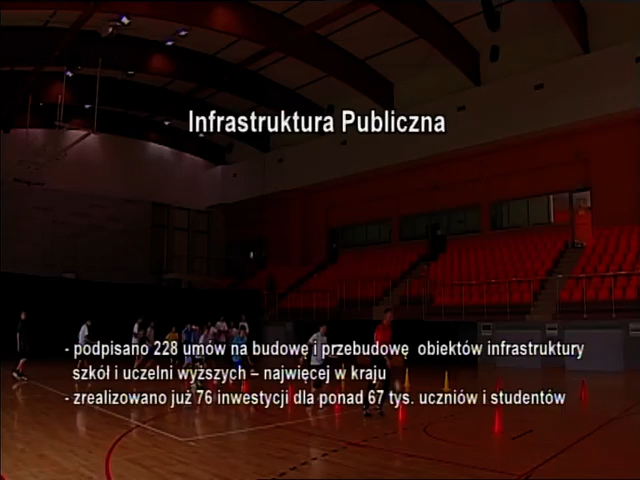 Infrastruktura Publiczna
- podpisano 228 umów na budowę i przebudowę obiektów infrastruktury
szkół i uczelni wyższych – najwięcej w kraju
- zrealizowano już 76 inwestycji dla ponad 67 tys. uczniów i studentów